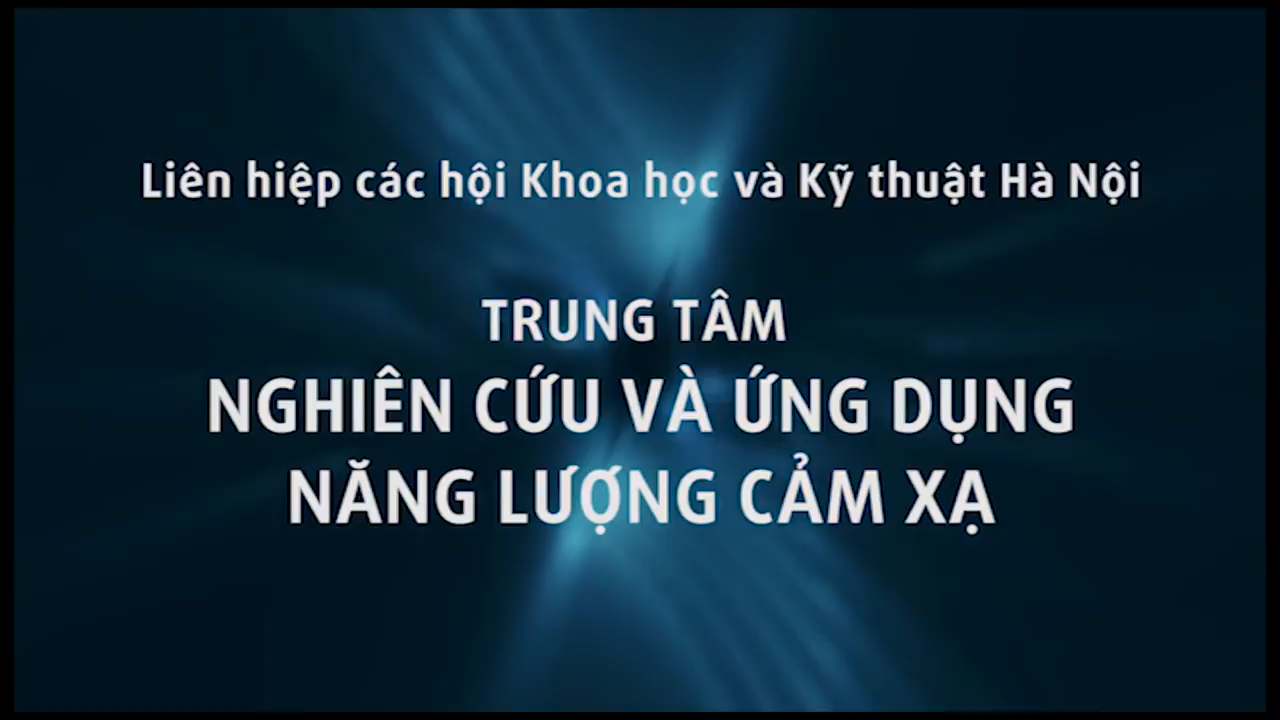 Liên hiệp các hội Khoa học và Kỹ thuật Hà Nội
TRUNG TÂM
NGHIÊN CỨU VÀ ỨNG DỤNG
NĂNG LƯỢNG CẢM XẠ